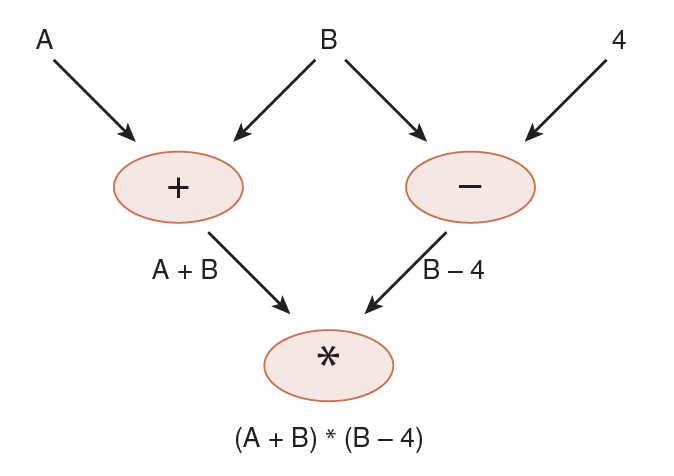 A B 4
+ −
A + B B – 4
*
(A + B) * (B – 4)